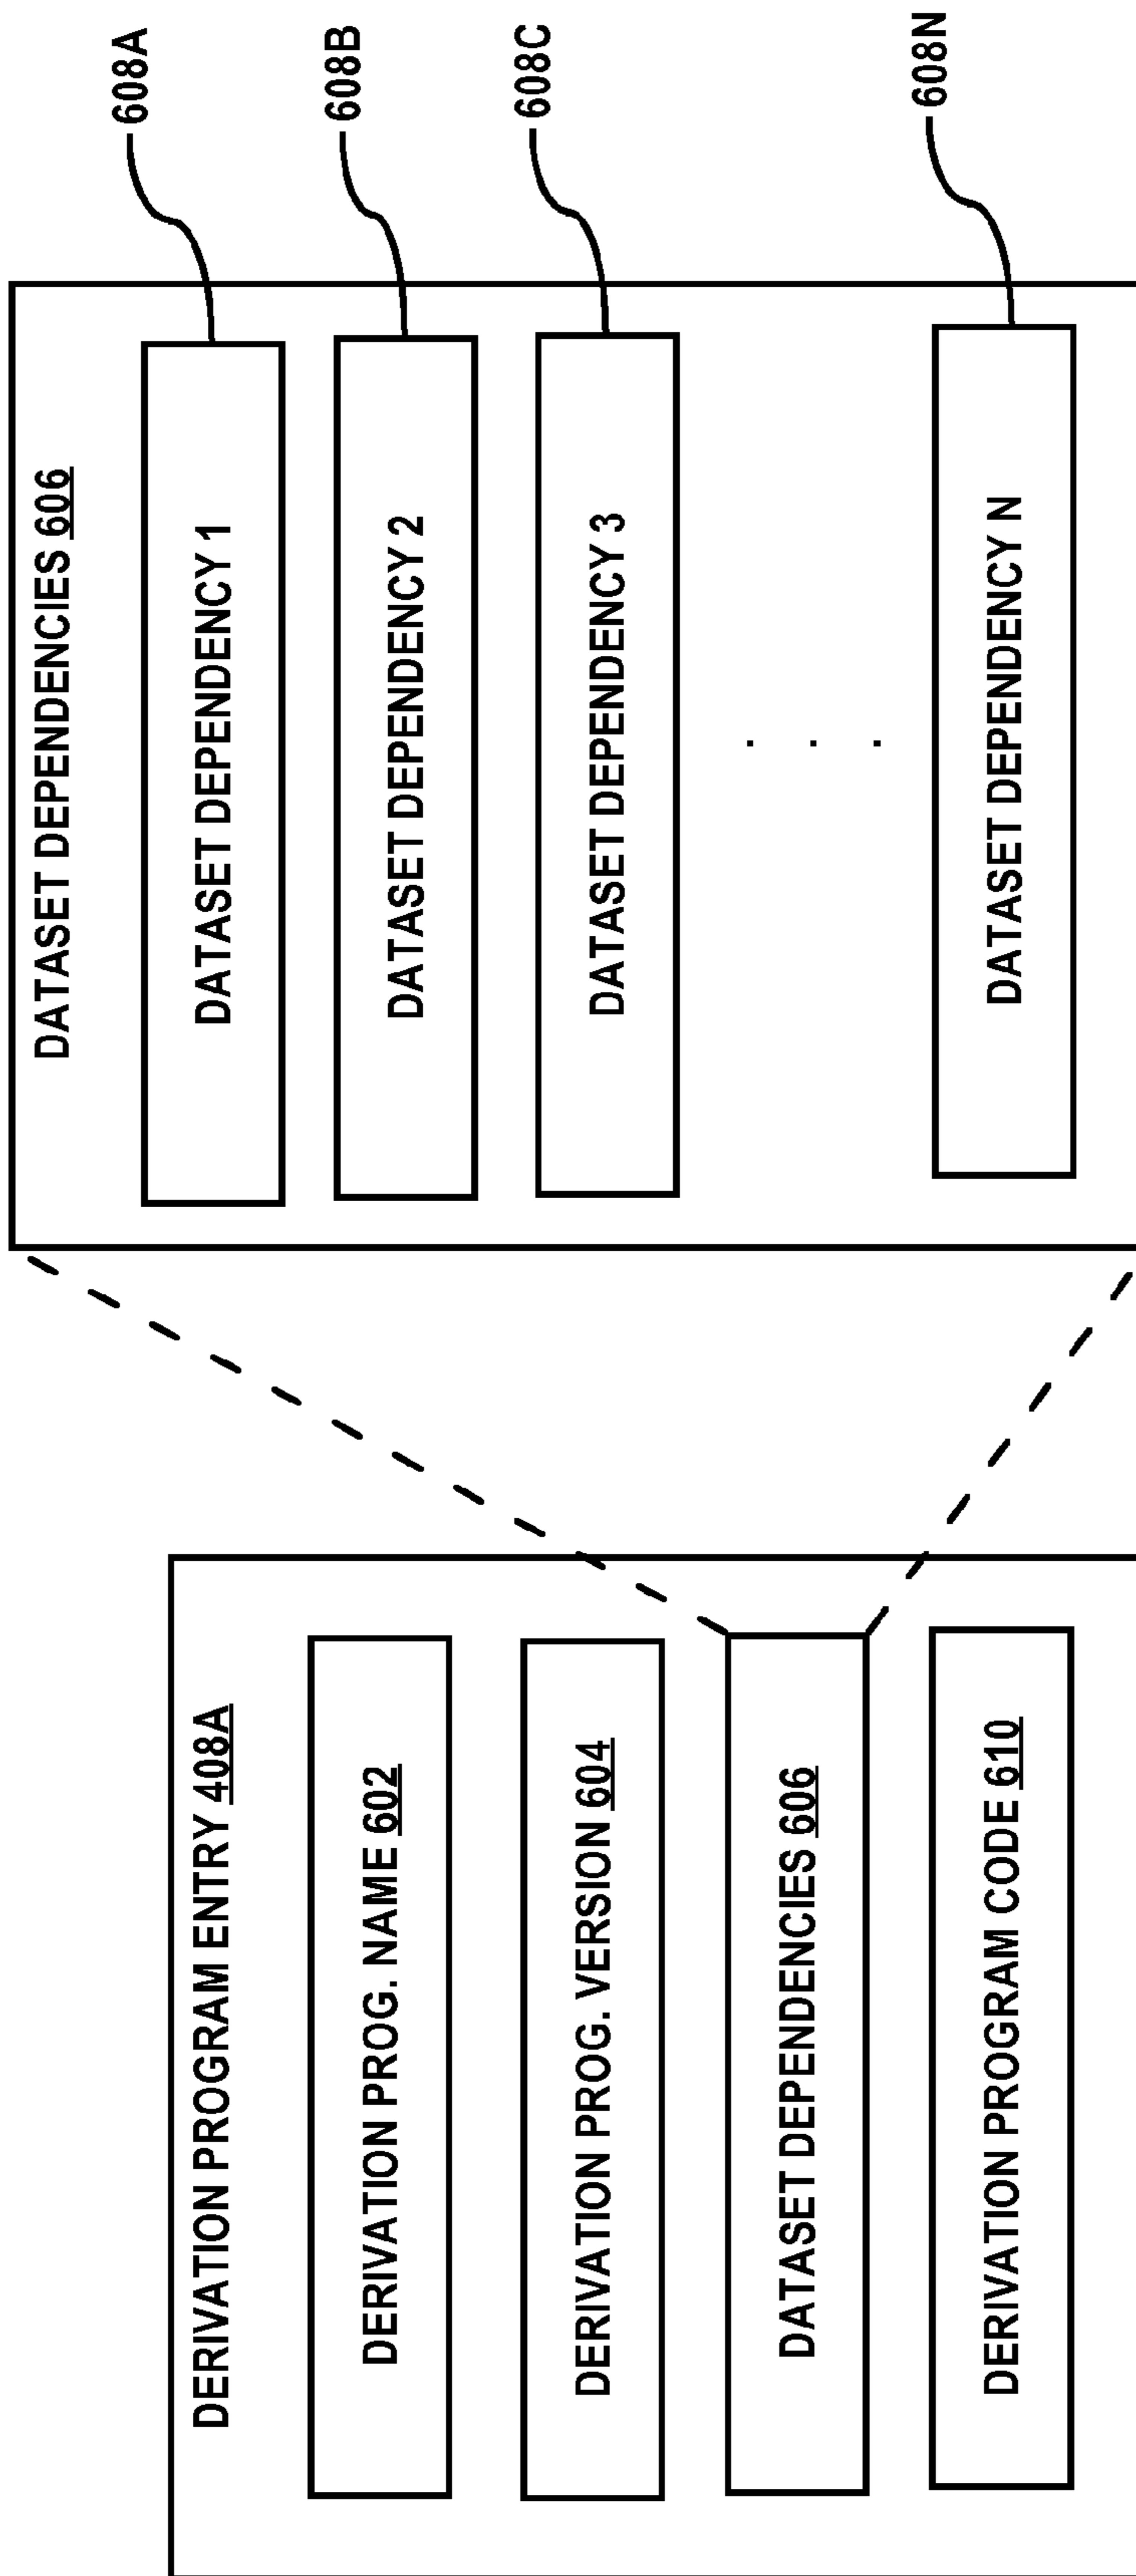 DERIVATION PROGRAM ENTRY 408A
DERIVATION PROG. NAME 602
DERIVATION PROG. VERSION 604
DATASET DEPENDENCIES 606
DERIVATION PROGRAM CODE 610
DATASET DEPENDENCIES 606
DATASET DEPENDENCY 1
608A
DATASET DEPENDENCY 2
608B
DATASET DEPENDENCY 3
608C
. . .
DATASET DEPENDENCY N
608N